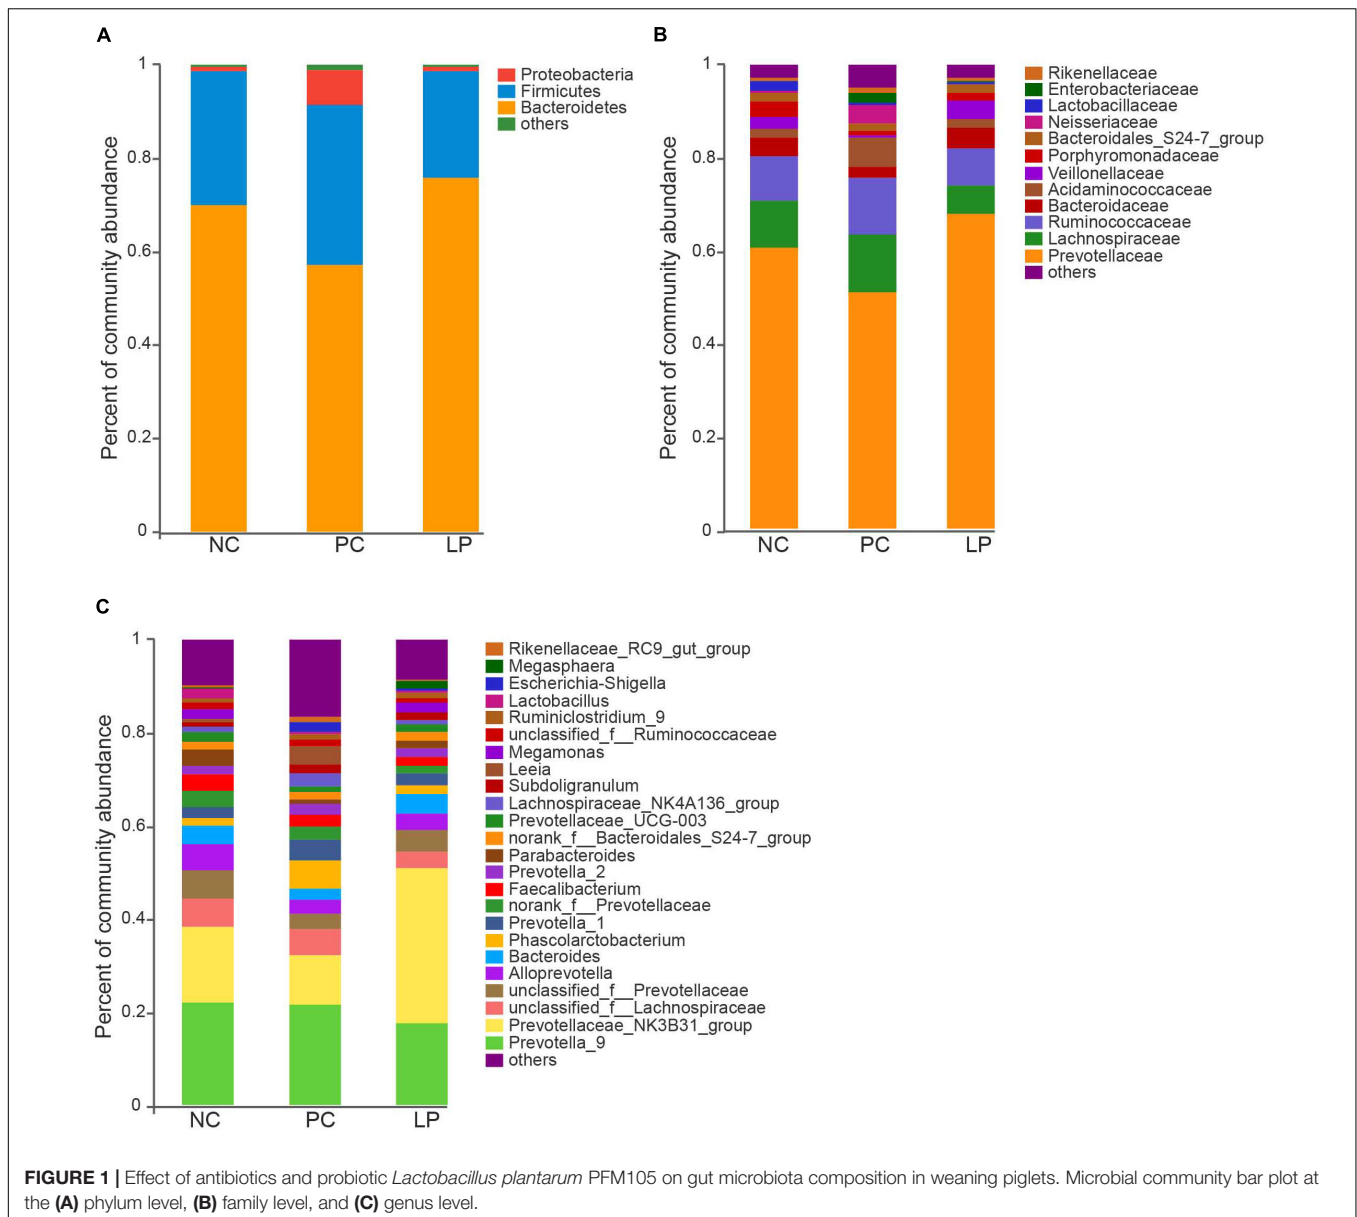 A
Percent of community abundance
1
0.8
0.6
0.4
0.2
0
NC PC LP
Proteobacteria
Firmicutes
Bacteroidetes
others
B
Percent of community abundance
1
0.8
0.6
0.4
0.2
0
NC PC LP
Rikenellaceae
Enterobacteriaceae
Lactobacillaceae
Neisseriaceae
Bacteroidales_S24-7_group
Porphyromonadaceae
Veillonellaceae
Acidaminococcaceae
Bacteroidaceae
Ruminococcaceae
Lachnospiraceae
Prevotellaceae
others
C
Percent of community abundance
1
0.8
0.6
0.4
0.2
0
NC PC LP
Rikenellaceae_RC9_gut_group
Megasphaera
Escherichia-Shigella
Lactobacillus
Ruminiclostridium_9
unclassified_f__Ruminococcaceae
Megamonas
Leeia
Subdoligranulum
Lachnospiraceae_NK4A136_group
Prevotellaceae_UCG-003
norank_f__Bacteroidales_S24-7_group
Parabacteroides
Prevotella_2
Faecalibacterium
norank_f__Prevotellaceae
Prevotella_1
Phascolarctobacterium
Bacteroides
Alloprevotella
unclassified_f__Prevotellaceae
unclassified_f__Lachnospiraceae
Prevotellaceae_NK3B31_group
Prevotella_9
others
FIGURE 1 | Effect of antibiotics and probiotic Lactobacillus plantarum PFM105 on gut microbiota composition in weaning piglets. Microbial community bar plot at
the (A) phylum level, (B) family level, and (C) genus level.